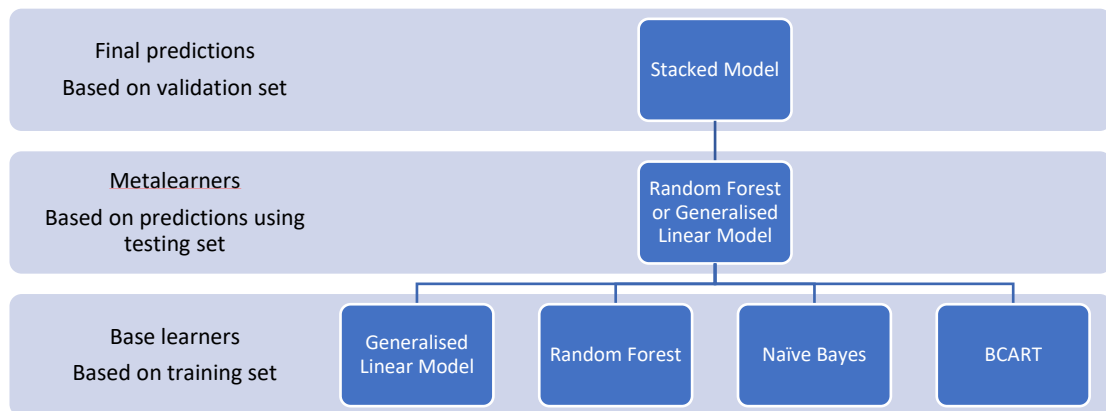 Final predictions
Based on validation set
Stacked Model
Metalearners
Based on predictions using
testing set
Random Forest
or Generalised
Linear Model
Base learners
Based on training set
Generalised
Linear Model
Random Forest
Naïve Bayes
BCART